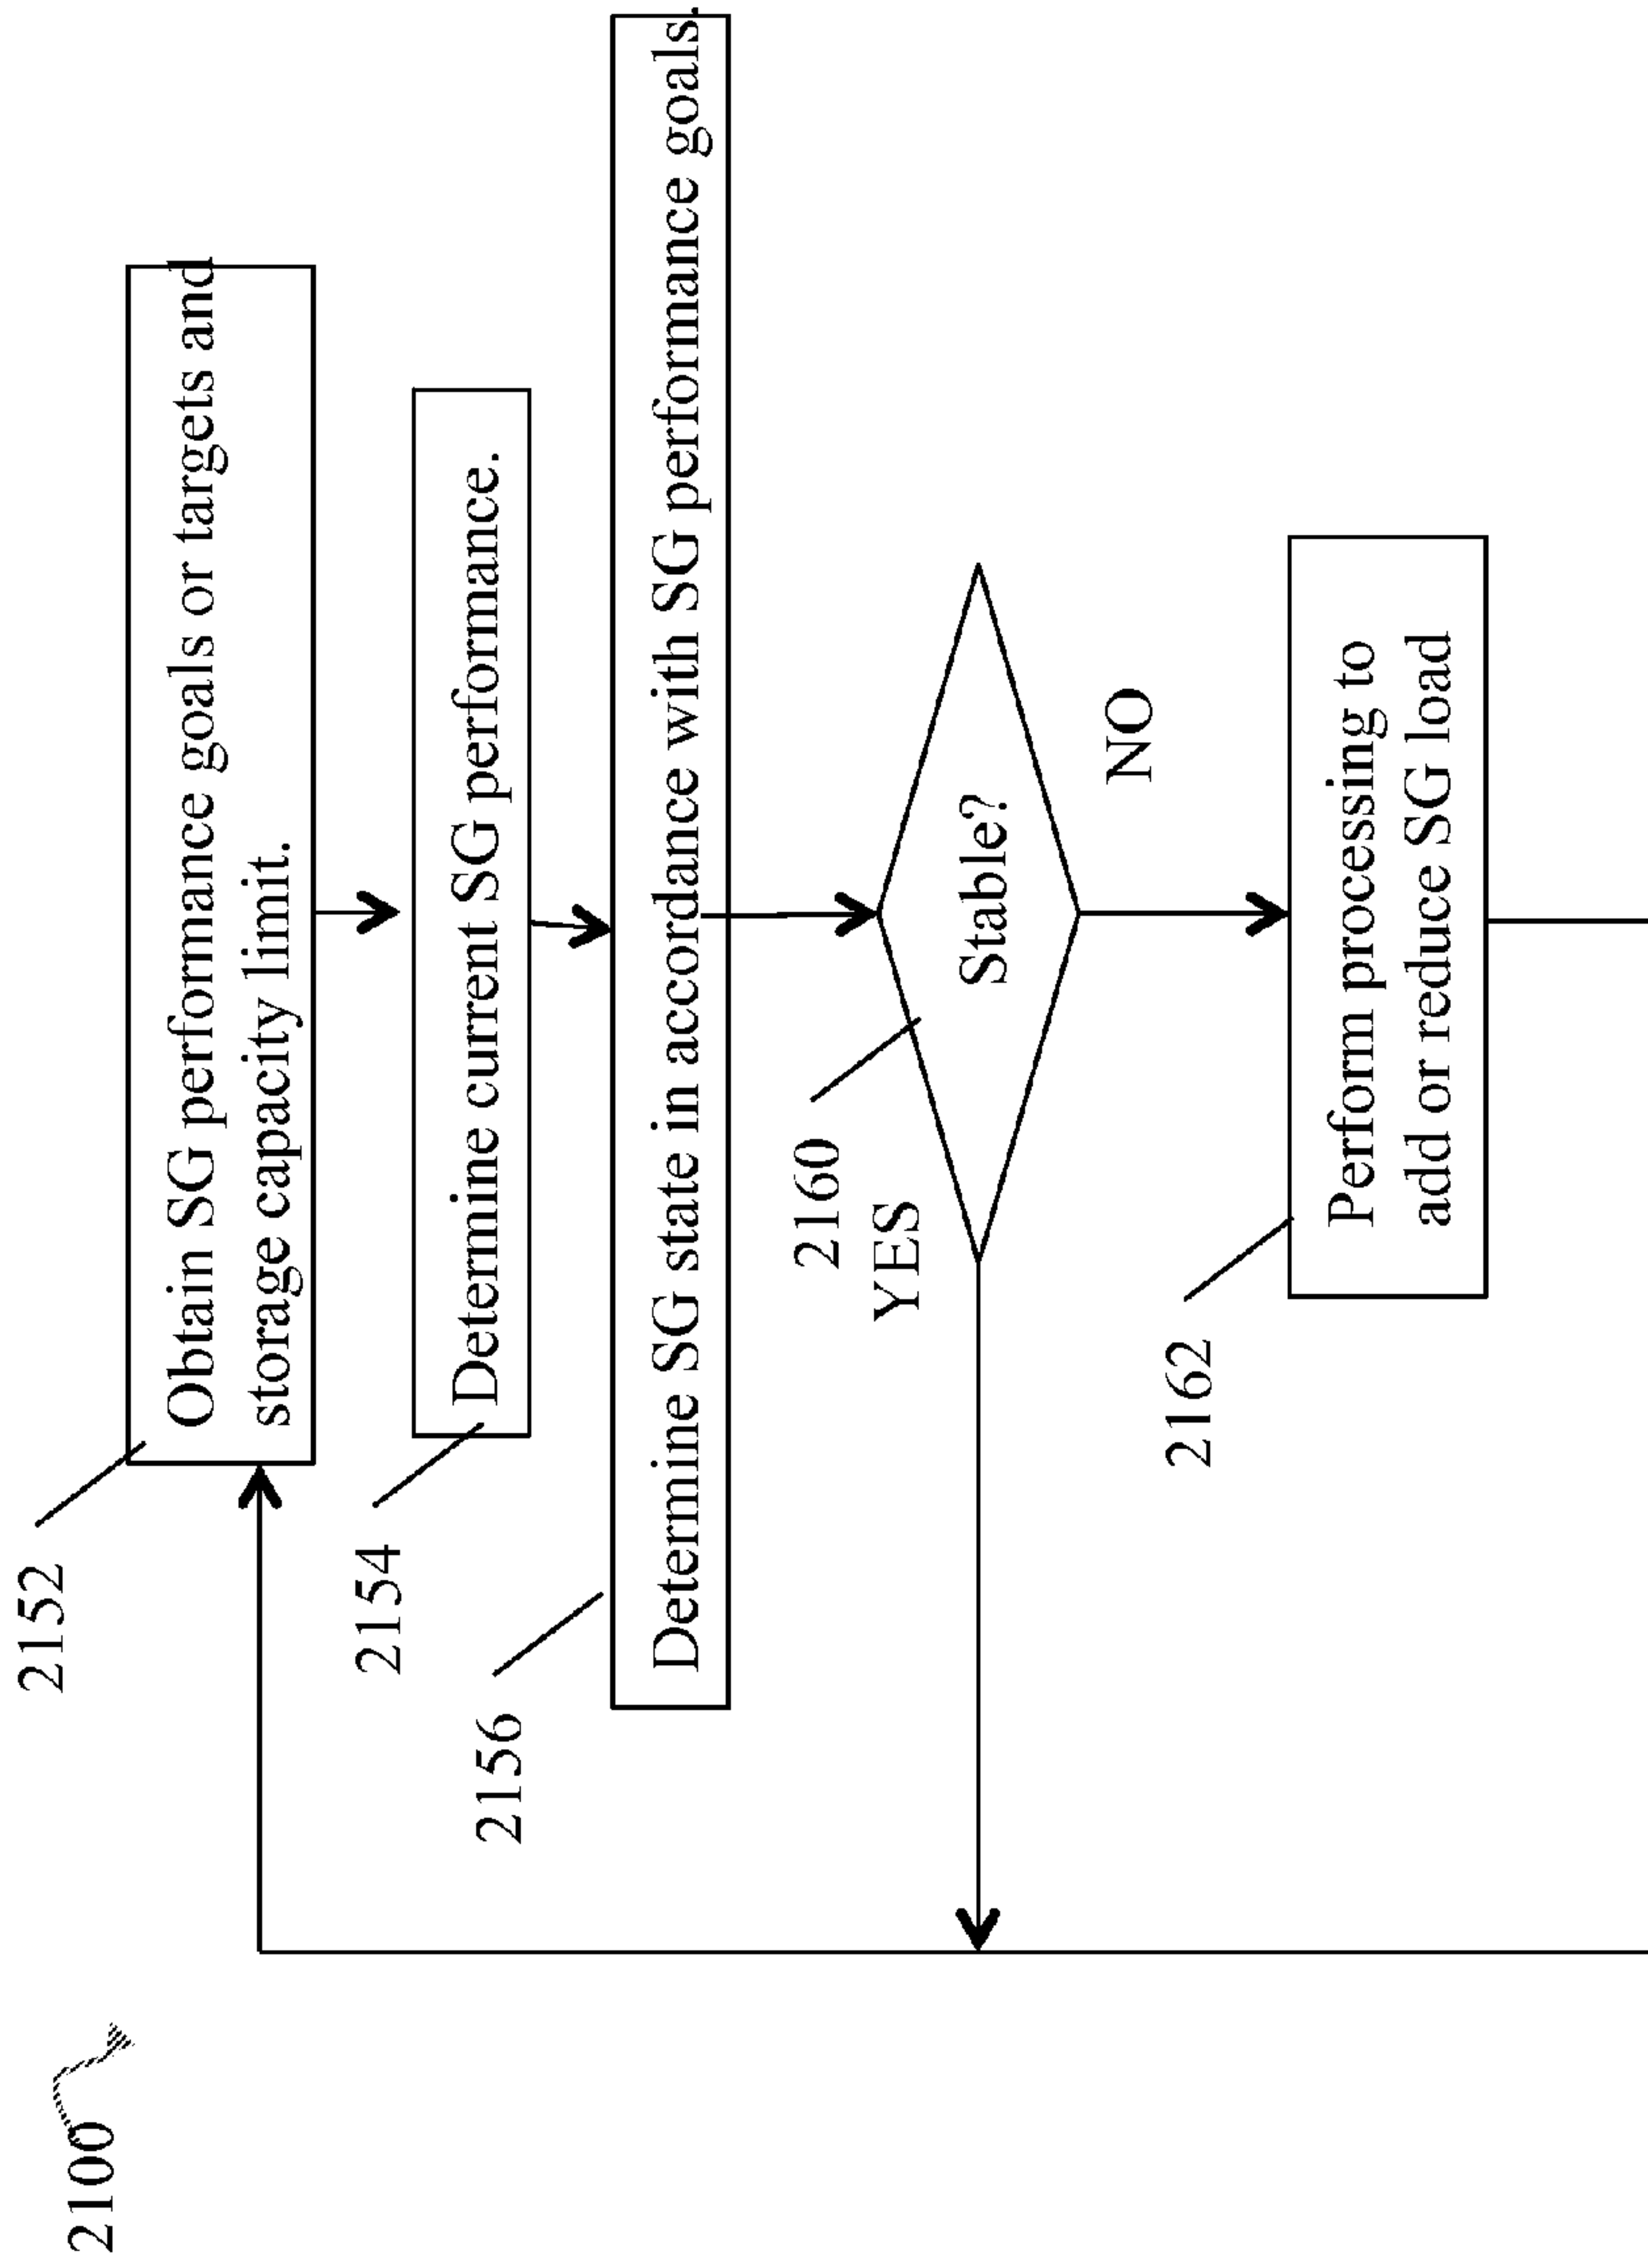 2100
2152
Obtain SG performance goals or targets and
storage capacity limit.
2154
Determine current SG performance.
2156
Determine SG state in accordance with SG performance goals.
2160
Stable?
YES
NO
2162
Perform processing to
add or reduce SG load